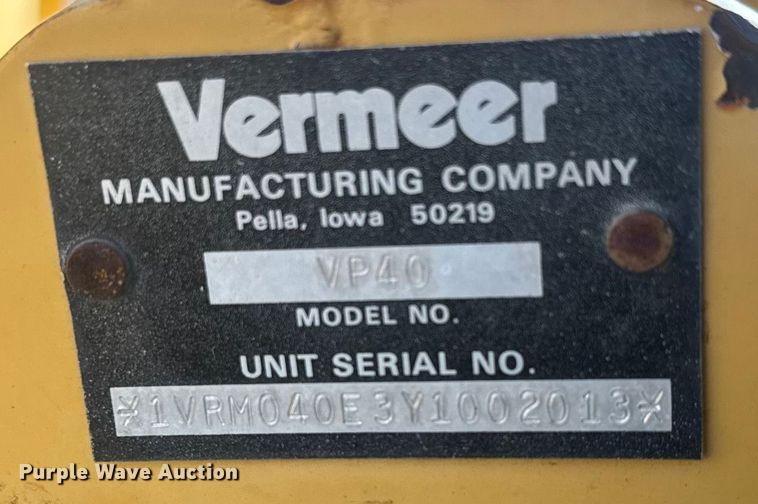 Vermeer
MANUFACTURING COMPANY
Pella, Iowa 50219
VP40
MODEL NO.
UNIT SERIAL NO.
*1VRM040E3Y1002013*
Purple Wave Auction